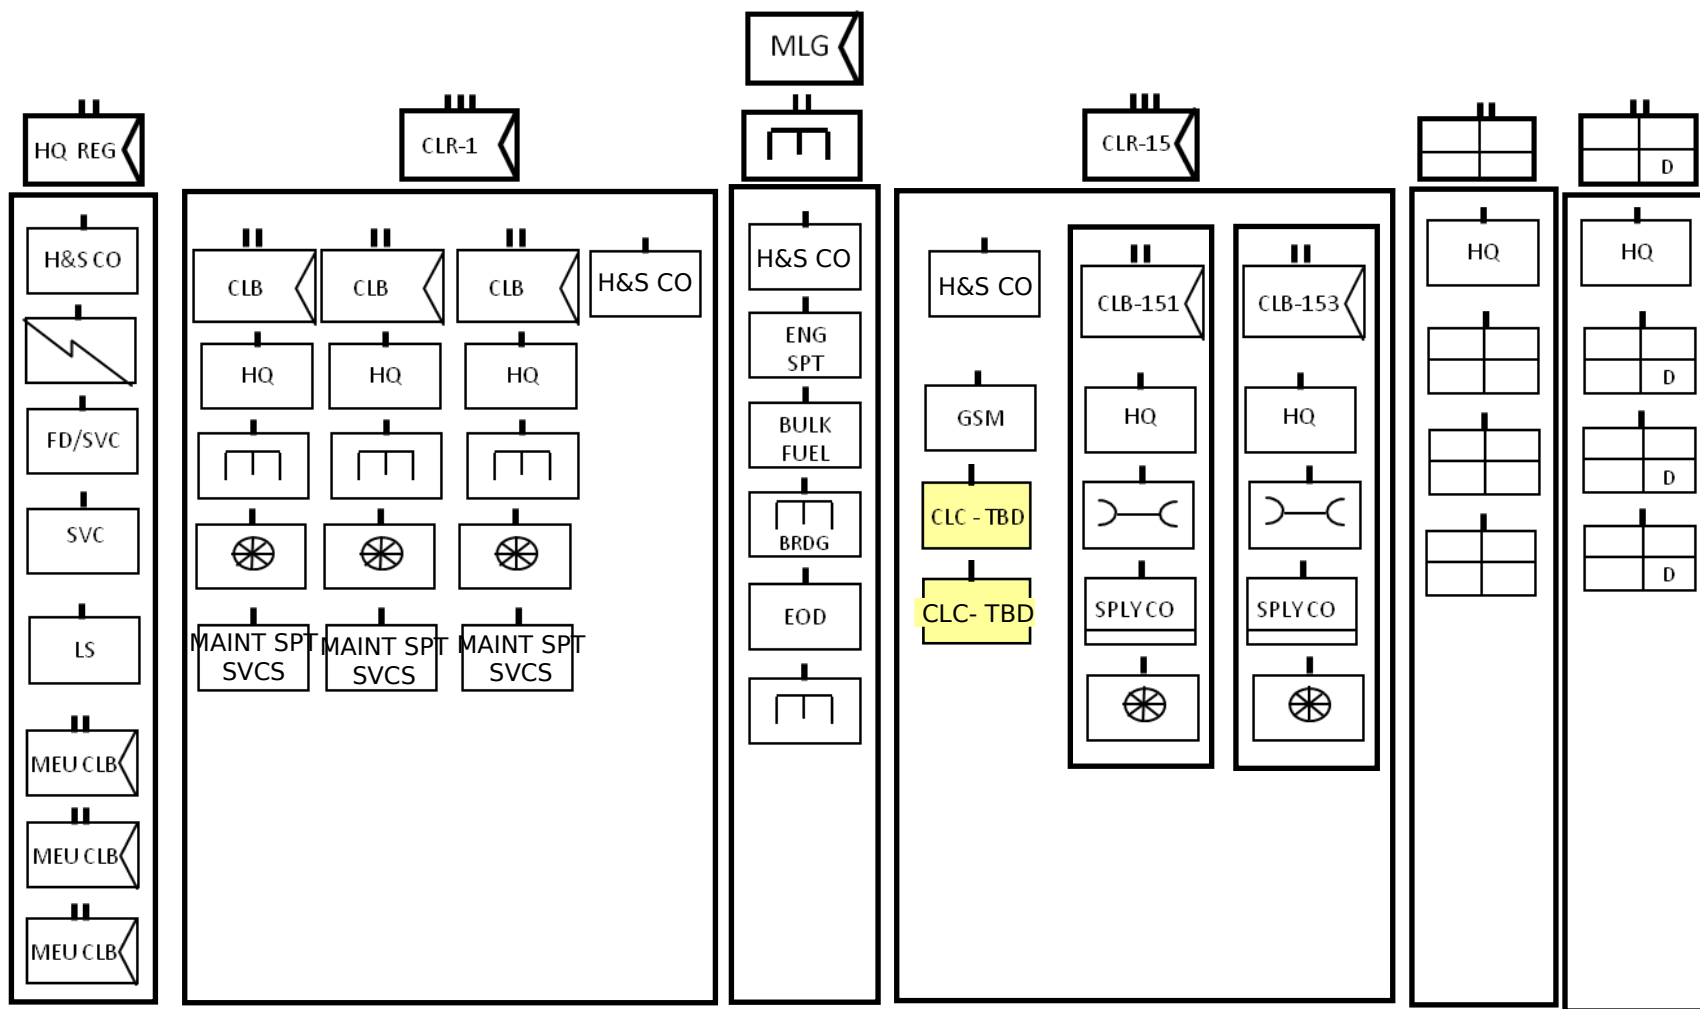 MLG
HQ REG
H&S CO
FD/SVC
SVC
LS
MEU CLB
MEU CLB
MEU CLB
CLR-1
CLB
HQ
MAINT SPT
SVCS
CLB
HQ
MAINT SPT
SVCS
CLB
HQ
MAINT SPT
SVCS
H&S CO
H&S CO
ENG
SPT
BULK
FUEL
BRDG
EOD
CLR-15
H&S CO
GSM
CLC - TBD
CLC- TBD
CLB-151
HQ
SPLY CO
CLB-153
HQ
SPLY CO
HQ
D
HQ
D
D
D